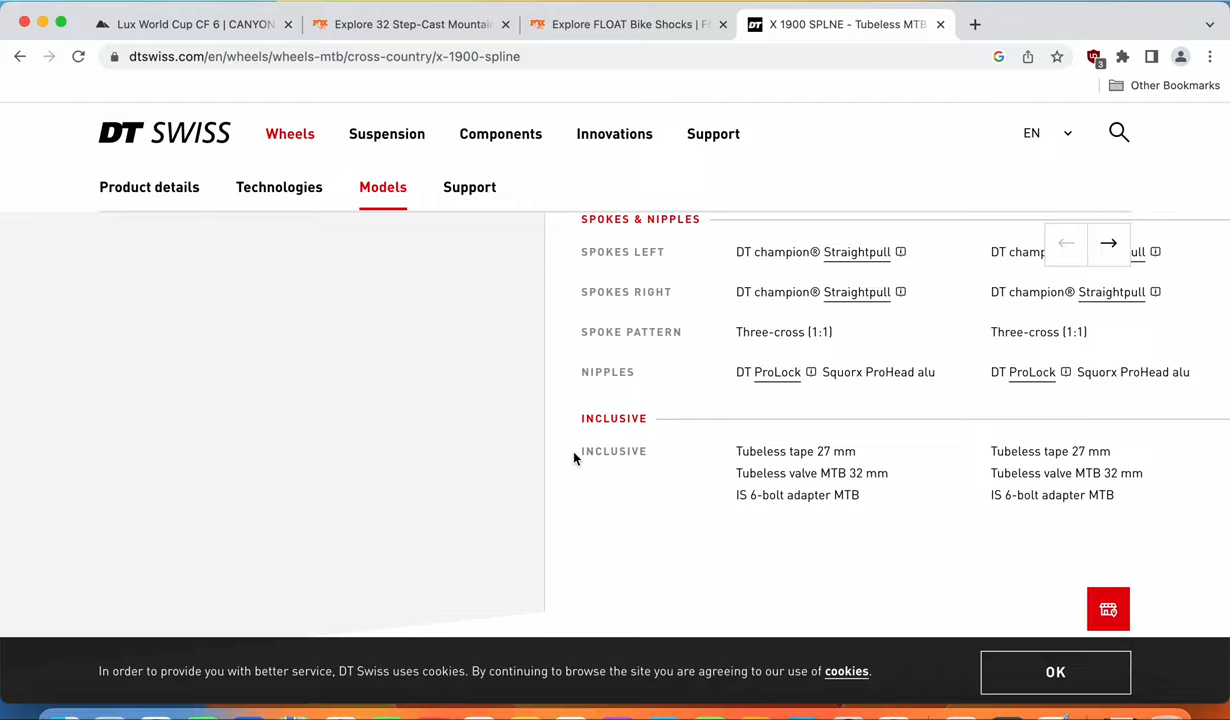 Lux World Cup CF 6 | CANYON
Explore 32 Step-Cast Mountai
Explore FLOAT Bike Shocks | F
X 1900 SPLNE - Tubeless MTB
dtswiss.com/en/wheels/wheels-mtb/cross-country/x-1900-spline
3
Other Bookmarks
DT SWISS
Wheels
Suspension
Components
Innovations
Support
EN
Product details
Technologies
Models
Support
SPOKES & NIPPLES
SPOKES LEFT
DT champion® Straightpull
DT champ
ull
SPOKES RIGHT
DT champion® Straightpull
DT champion® Straightpull
SPOKE PATTERN
Three-cross (1:1)
Three-cross (1:1)
NIPPLES
DT ProLock Squorx ProHead alu
DT ProLock Squorx ProHead alu
INCLUSIVE
INCLUSIVE
Tubeless tape 27 mm
Tubeless tape 27 mm
Tubeless valve MTB 32 mm
Tubeless valve MTB 32 mm
IS 6-bolt adapter MTB
IS 6-bolt adapter MTB
In order to provide you with better service, DT Swiss uses cookies. By continuing to browse the site you are agreeing to our use of cookies.
OK